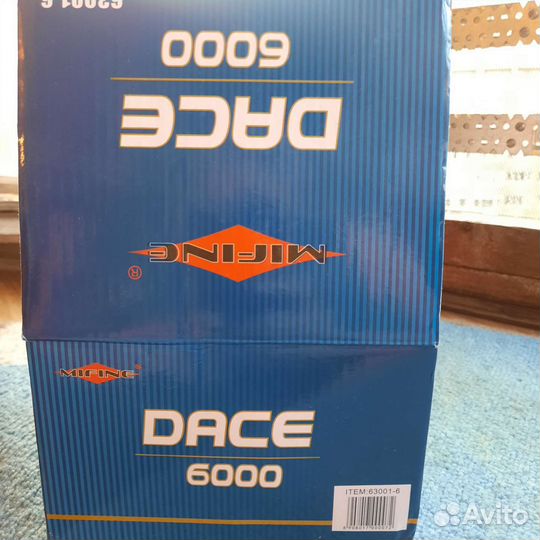 6000
DACE
MIFINE
®
MIFINE
DACE
6000
ITEM:63001-6
Avito